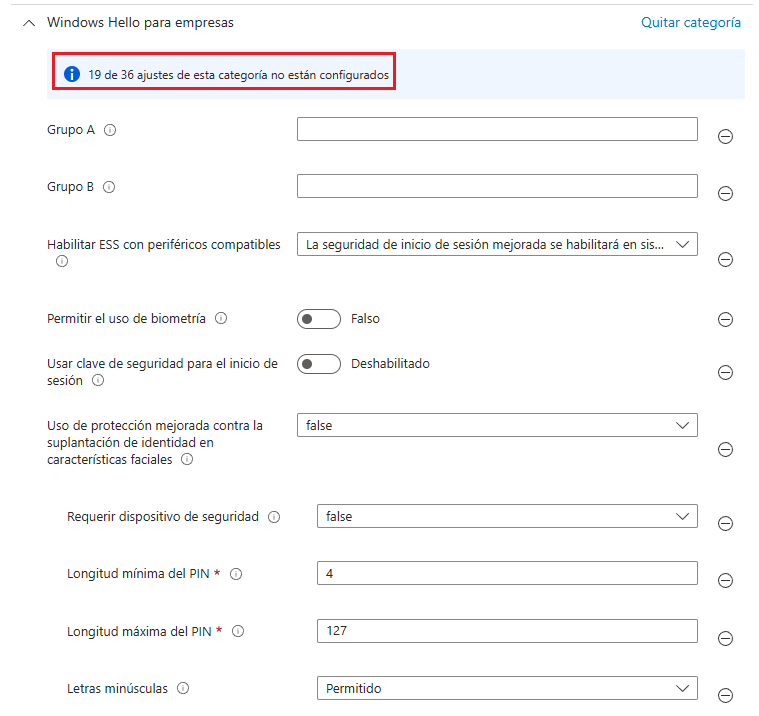 Windows Hello para empresas
Quitar categoría
19 de 36 ajustes de esta categoría no están configurados
Grupo A
Grupo B
Habilitar ESS con periféricos compatibles
La seguridad de inicio de sesión mejorada se habilitará en sis...
Permitir el uso de biometría
Falso
Usar clave de seguridad para el inicio de
sesión
Deshabilitado
Uso de protección mejorada contra la
suplantación de identidad en
características faciales
false
Requerir dispositivo de seguridad
false
Longitud mínima del PIN *
4
Longitud máxima del PIN *
127
Letras minúsculas
Permitido